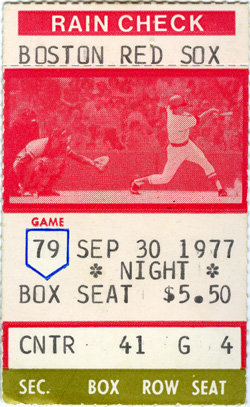 RAIN CHECK
BOSTON RED SOX
GAME
79 SEP 30 1977
* NIGHT *
BOX SEAT $5.50
CNTR 41 G 4
SEC. BOX ROW SEAT